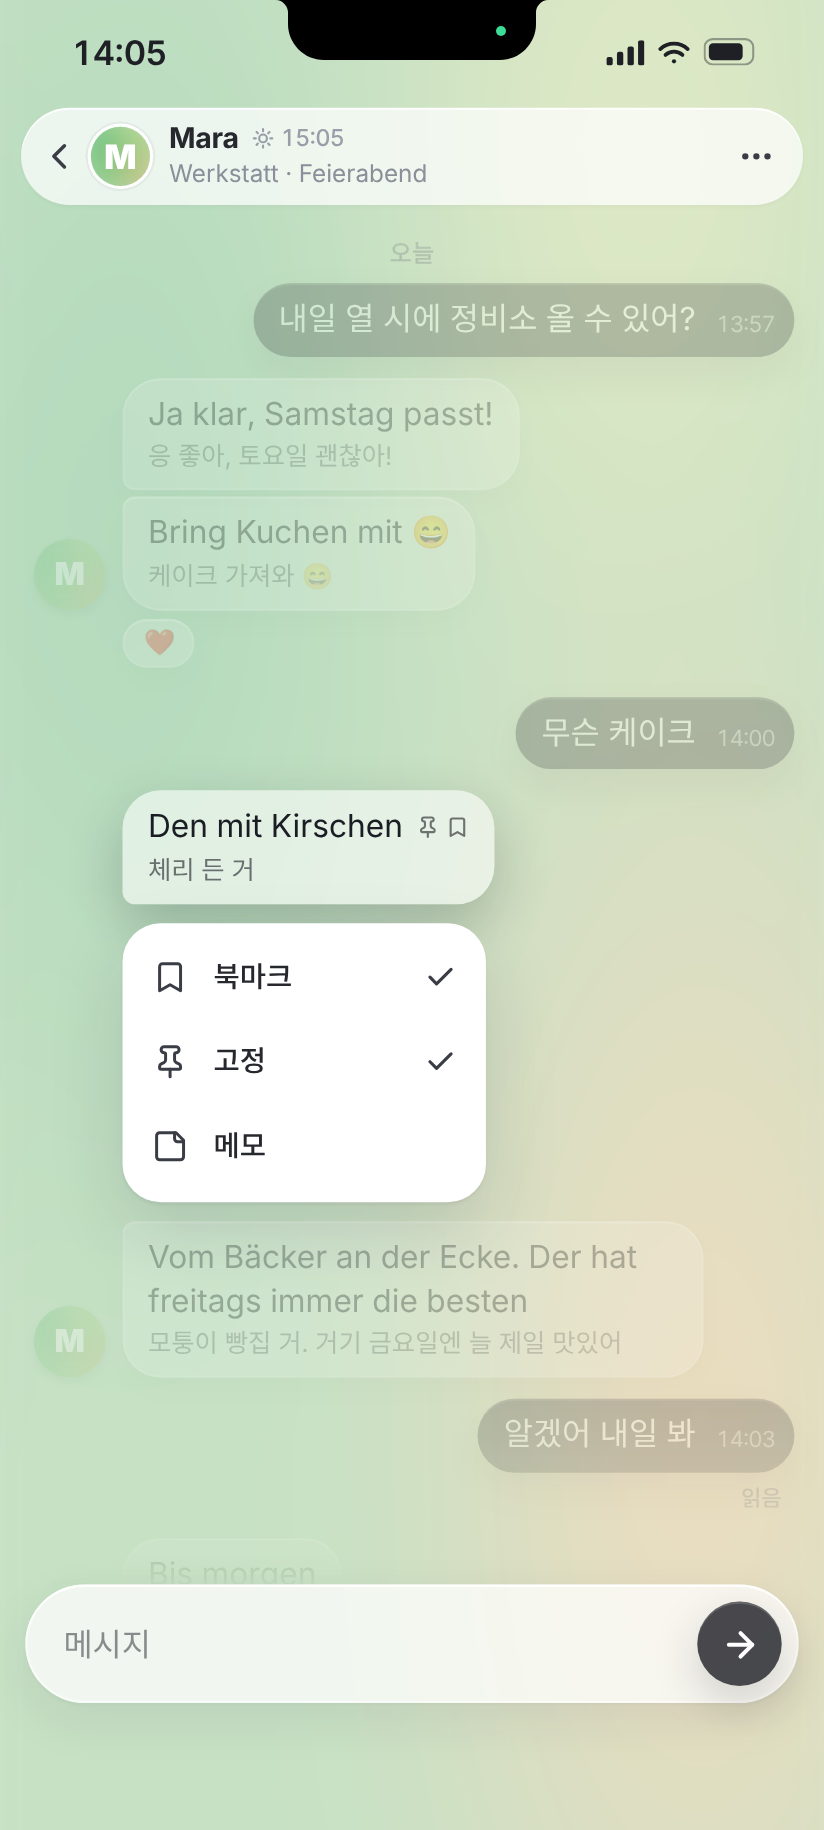 14:05
M
Mara 15:05
Werkstatt · Feierabend
오늘
내일 열 시에 정비소 올 수 있어? 13:57
Ja klar, Samstag passt!
응 좋아, 토요일 괜찮아!
Bring Kuchen mit 😄
케이크 가져와 😄
M
❤️
무슨 케이크 14:00
Den mit Kirschen
체리 든 거
북마크
고정
메모
Vom Bäcker an der Ecke. Der hat
freitags immer die besten
모퉁이 빵집 거. 거기 금요일엔 늘 제일 맛있어
M
알겠어 내일 봐 14:03
읽음
Bis morgen
메시지